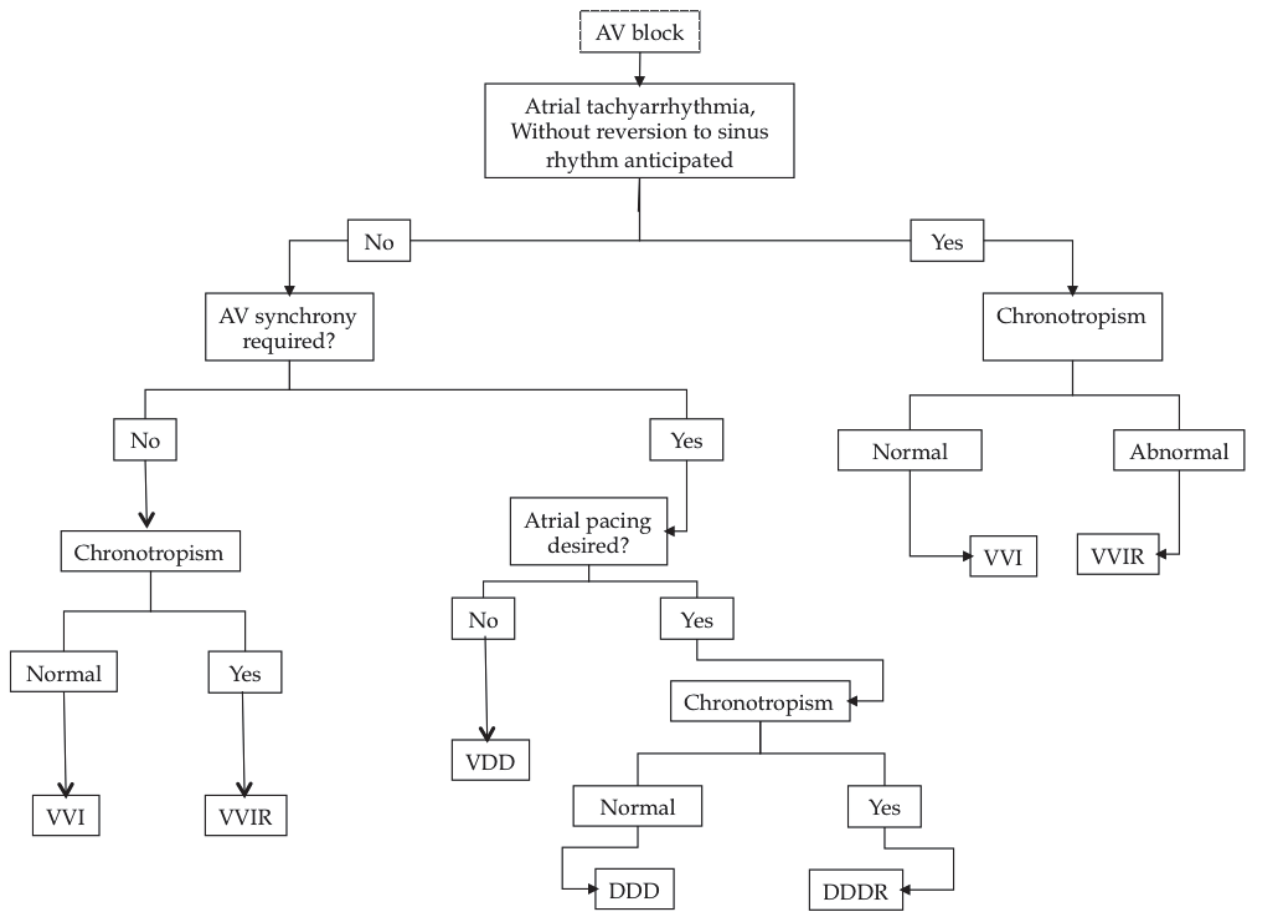 AV block
Atrial tachyarrhythmia,
Without reversion to sinus
rhythm anticipated
No
Yes
AV synchrony
required?
Chronotropism
No
Yes
Normal
Abnormal
Atrial pacing
desired?
Chronotropism
VVI
VVIR
No
Yes
Normal
Yes
Chronotropism
VDD
VVI
VVIR
Normal
Yes
DDD
DDDR